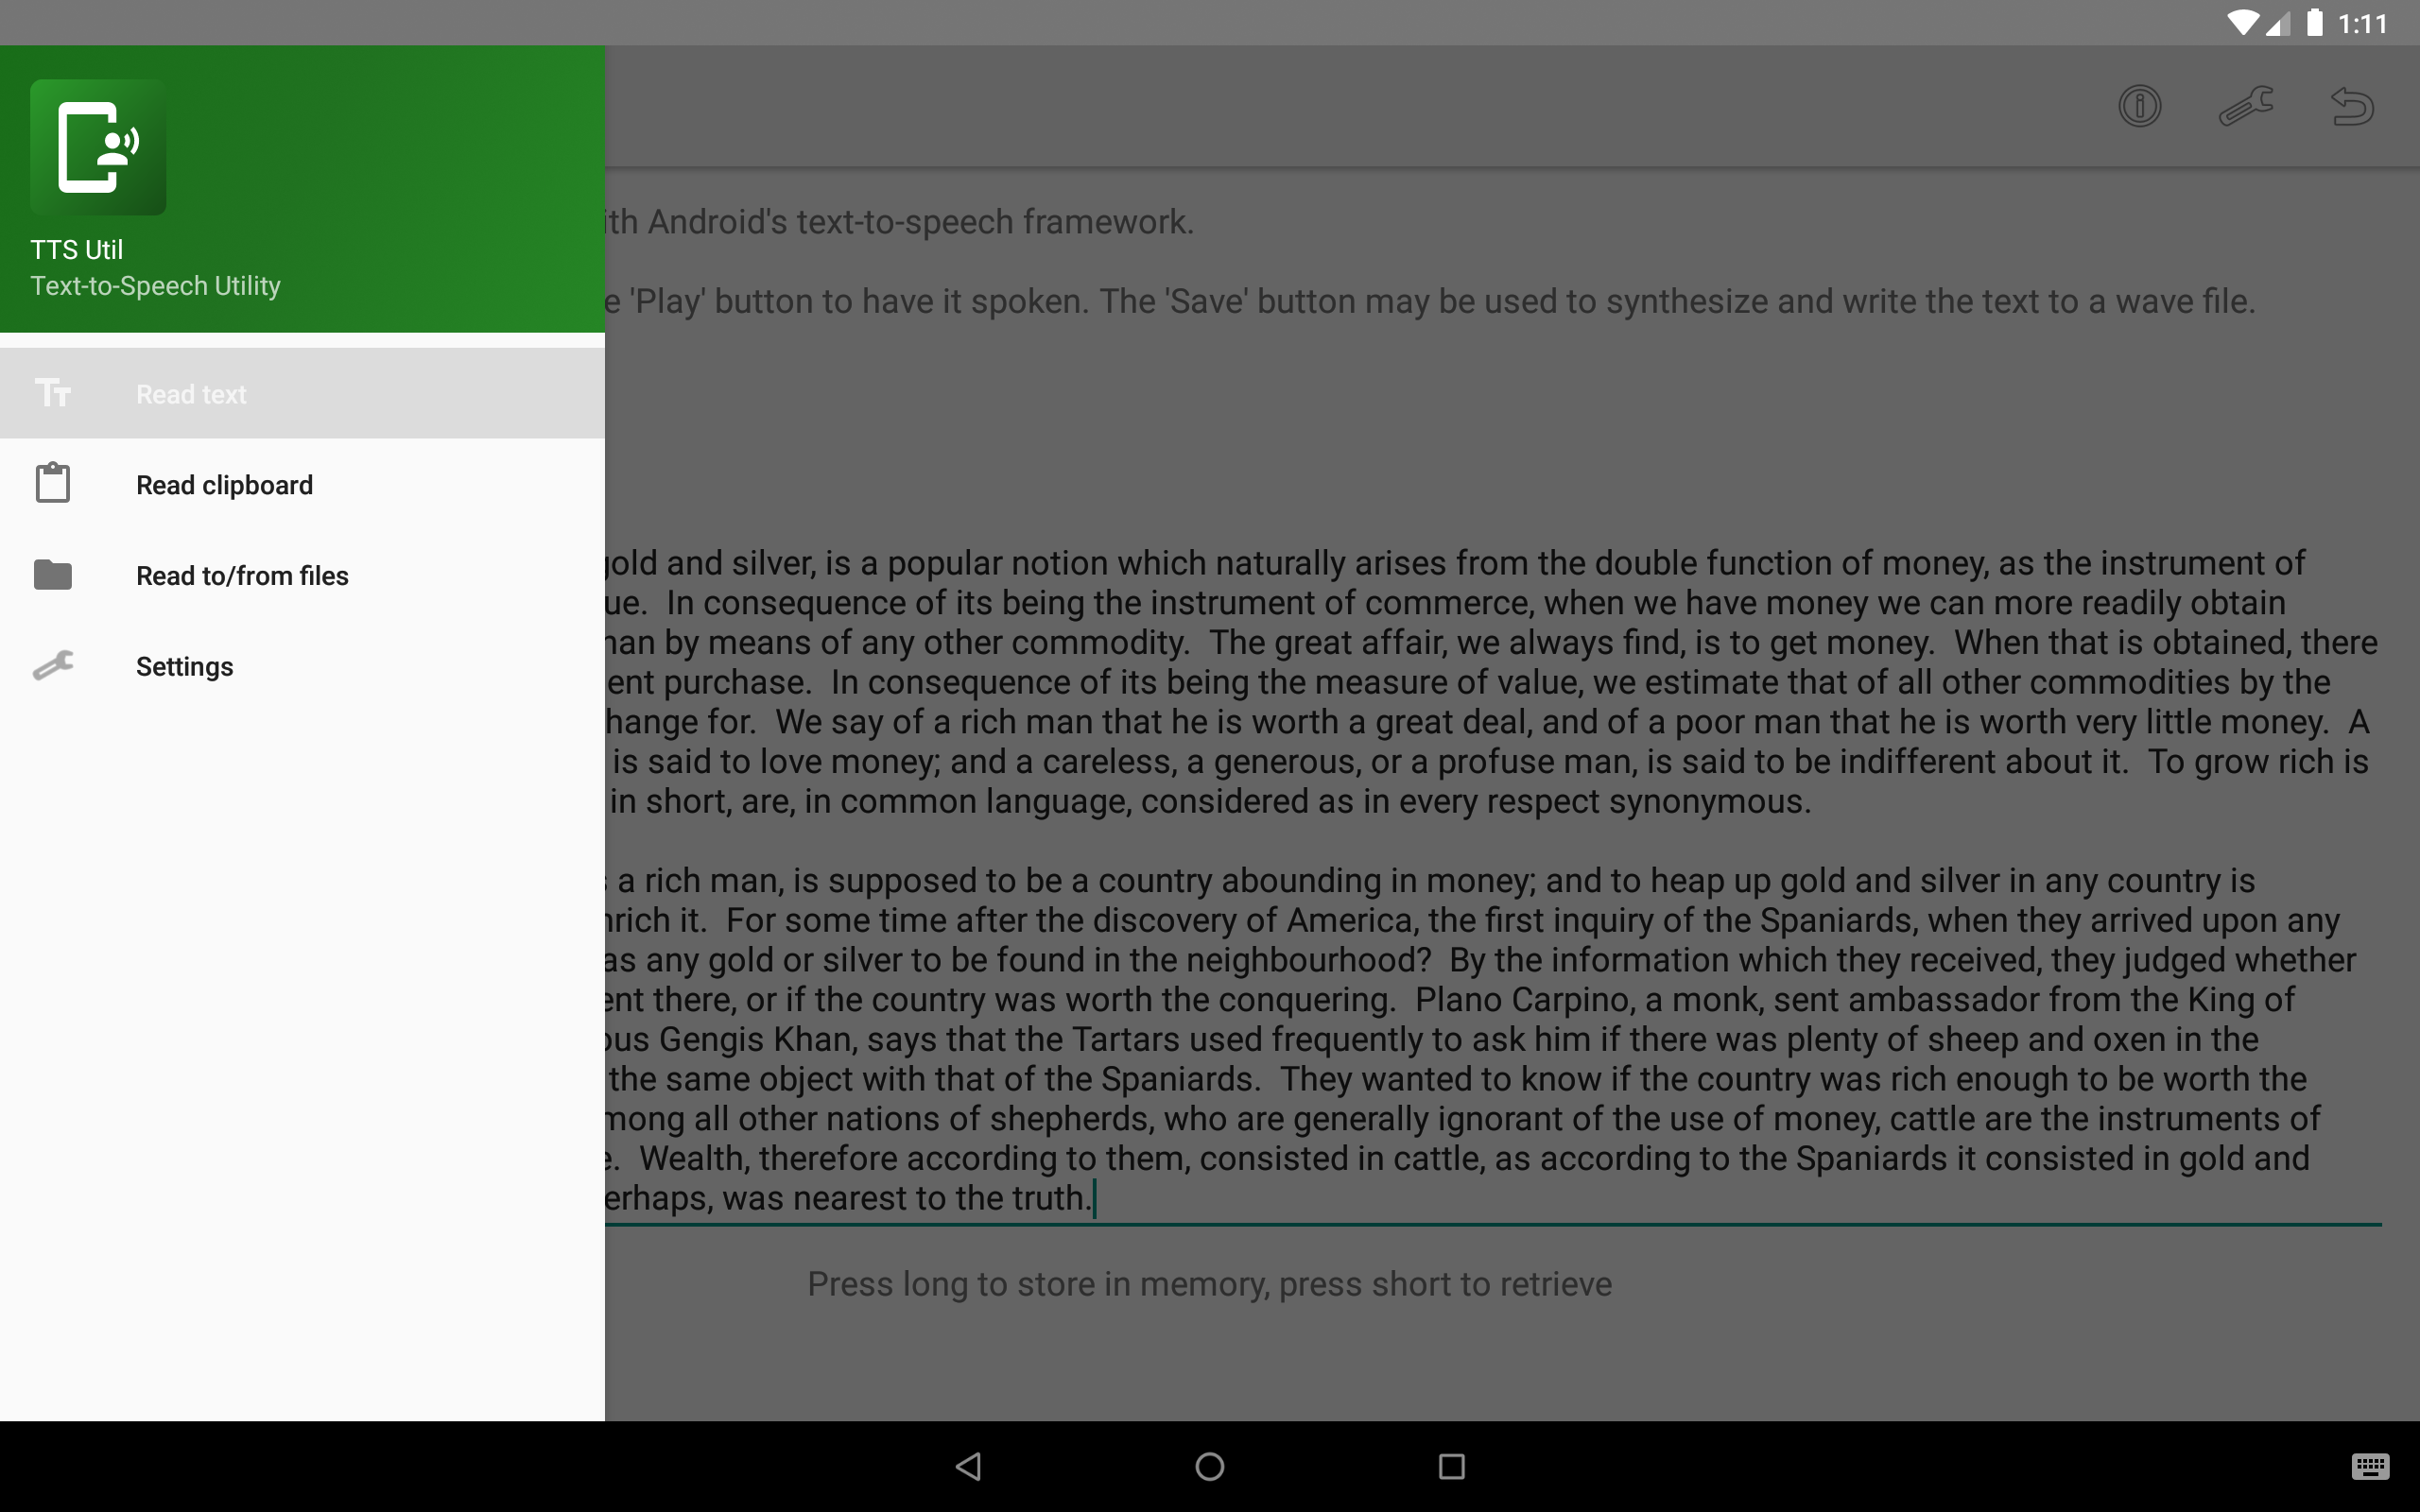 1:11
TTS Util
Text-to-Speech Utility
Read text
Read clipboard
Read to/from files
Settings
with Android's text-to-speech framework.
'Play' button to have it spoken. The 'Save' button may be used to synthesize and write the text to a wave file.
gold and silver, is a popular notion which naturally arises from the double function of money, as the instrument of
In consequence of its being the instrument of commerce, when we have money we can more readily obtain
by means of any other commodity.  The great affair, we always find, is to get money.  When that is obtained, there
purchase.  In consequence of its being the measure of value, we estimate that of all other commodities by the
for.  We say of a rich man that he is worth a great deal, and of a poor man that he is worth very little money.  A
is said to love money; and a careless, a generous, or a profuse man, is said to be indifferent about it.  To grow rich is
in short, are, in common language, considered as in every respect synonymous.
a rich man, is supposed to be a country abounding in money; and to heap up gold and silver in any country is
it.  For some time after the discovery of America, the first inquiry of the Spaniards, when they arrived upon any
any gold or silver to be found in the neighbourhood?  By the information which they received, they judged whether
there, or if the country was worth the conquering.  Plano Carpino, a monk, sent ambassador from the King of
Gengis Khan, says that the Tartars used frequently to ask him if there was plenty of sheep and oxen in the
the same object with that of the Spaniards.  They wanted to know if the country was rich enough to be worth the
among all other nations of shepherds, who are generally ignorant of the use of money, cattle are the instruments of
Wealth, therefore according to them, consisted in cattle, as according to the Spaniards it consisted in gold and
perhaps, was nearest to the truth.
Press long to store in memory, press short to retrieve